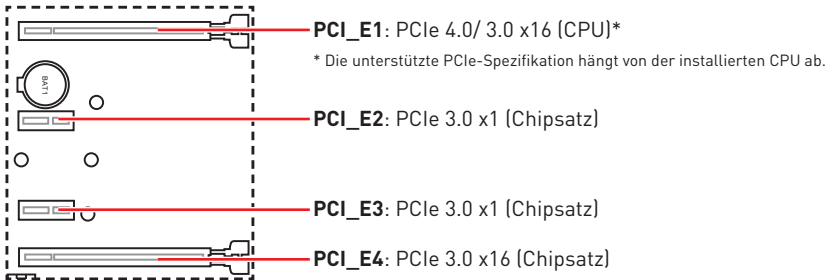 PCI_E1: PCIe 4.0/ 3.0 x16 (CPU)*
* Die unterstützte PCIe-Spezifikation hängt von der installierten CPU ab.
BAT1
PCI_E2: PCIe 3.0 x1 (Chipsatz)
PCI_E3: PCIe 3.0 x1 (Chipsatz)
PCI_E4: PCIe 3.0 x16 (Chipsatz)